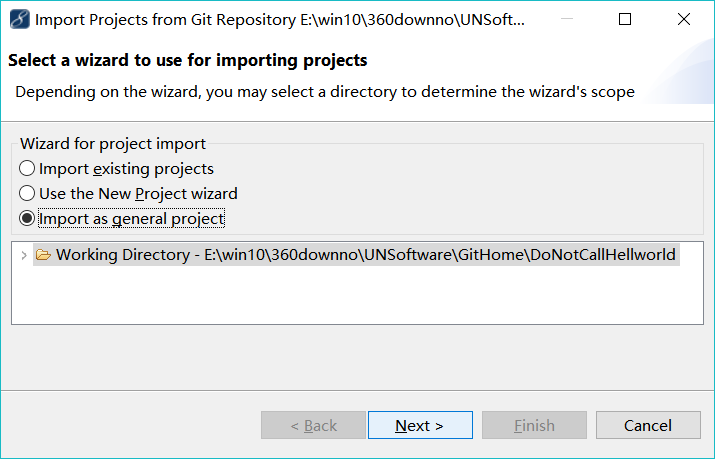 Import Projects from Git Repository E:\win10\360downno\UNSoft...
Select a wizard to use for importing projects
Depending on the wizard, you may select a directory to determine the wizard's scope
Wizard for project import
Import existing projects
Use the New Project wizard
Import as general project
Working Directory - E:\win10\360downno\UNSoftware\GitHome\DoNotCallHellworld
< Back
Next >
Finish
Cancel